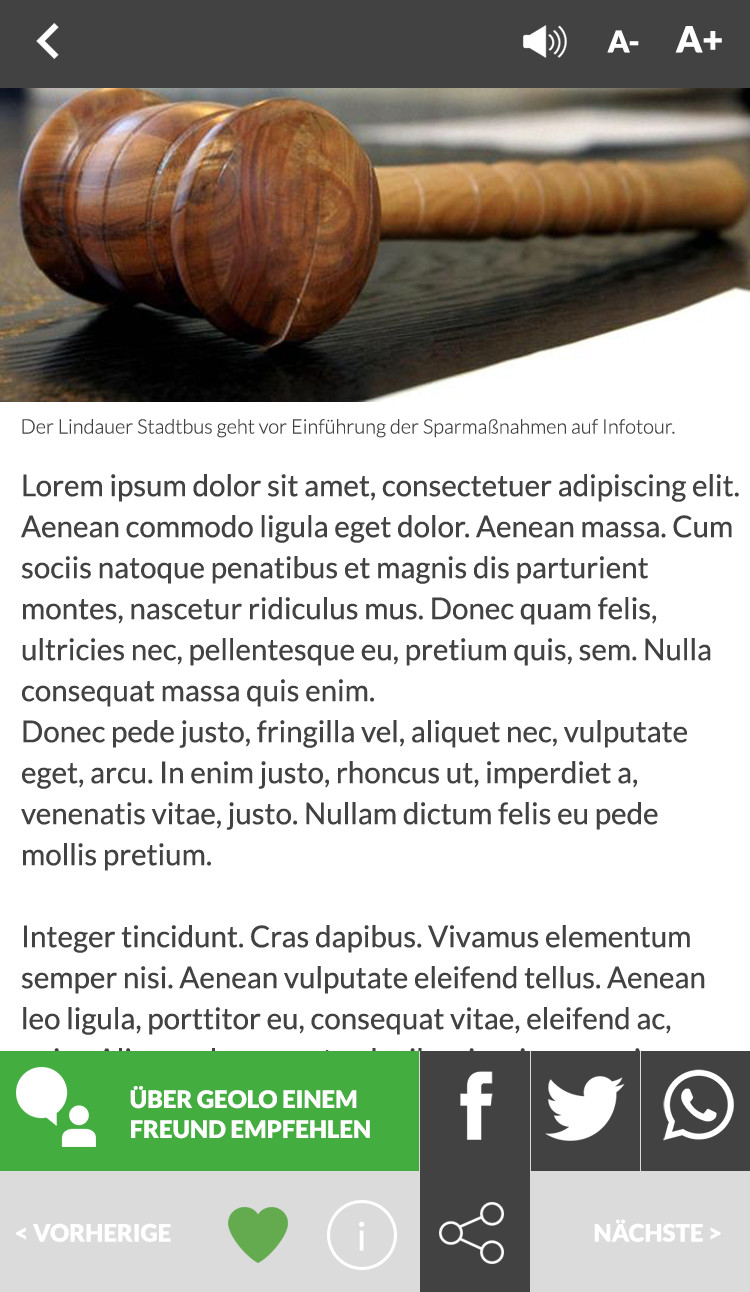 A-
A+
Der Lindauer Stadtbus geht vor Einführung der Sparmaßnahmen auf Infotour.
Lorem ipsum dolor sit amet, consectetuer adipiscing elit.
Aenean commodo ligula eget dolor. Aenean massa. Cum
sociis natoque penatibus et magnis dis parturient
montes, nascetur ridiculus mus. Donec quam felis,
ultricies nec, pellentesque eu, pretium quis, sem. Nulla
consequat massa quis enim.
Donec pede justo, fringilla vel, aliquet nec, vulputate
eget, arcu. In enim justo, rhoncus ut, imperdiet a,
venenatis vitae, justo. Nullam dictum felis eu pede
mollis pretium.
Integer tincidunt. Cras dapibus. Vivamus elementum
semper nisi. Aenean vulputate eleifend tellus. Aenean
leo ligula, porttitor eu, consequat vitae, eleifend ac,
ÜBER GEOLO EINEM
FREUND EMPFEHLEN
< VORHERIGE
NÄCHSTE >